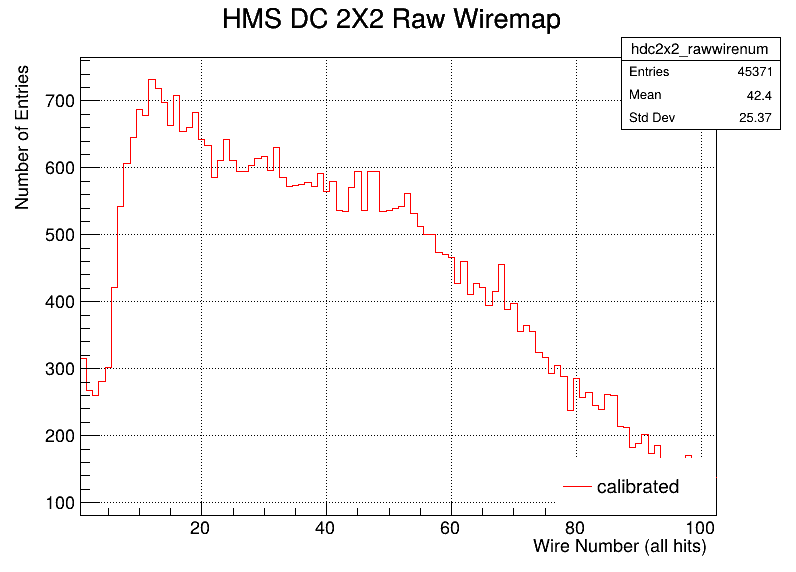 HMS DC 2X2 Raw Wiremap
hdc2x2_rawwirenum
Entries 45371
Mean 42.4
Std Dev 25.37
Number of Entries
700
600
500
400
300
200
100
calibrated
20 40 60 80 100
Wire Number (all hits)